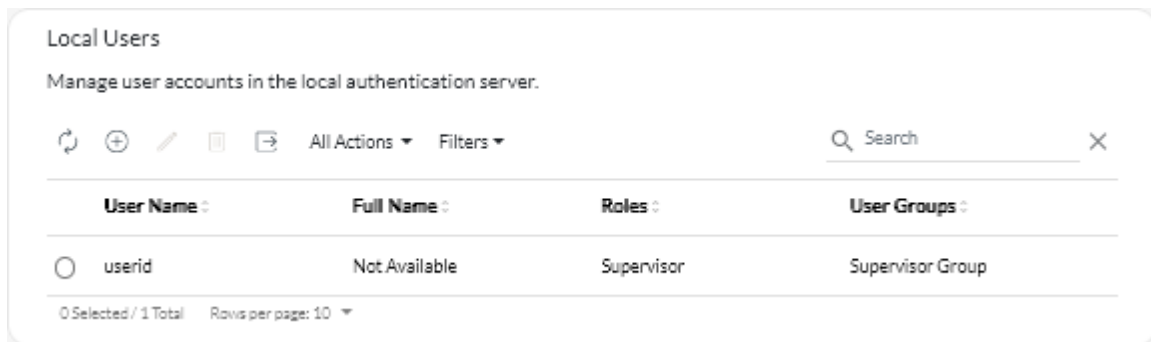 Local Users
Manage user accounts in the local authentication server.
All Actions Filters Search
User Name Full Name Roles User Groups
userid Not Available Supervisor Supervisor Group
0 Selected / 1 Total Rows per page: 10